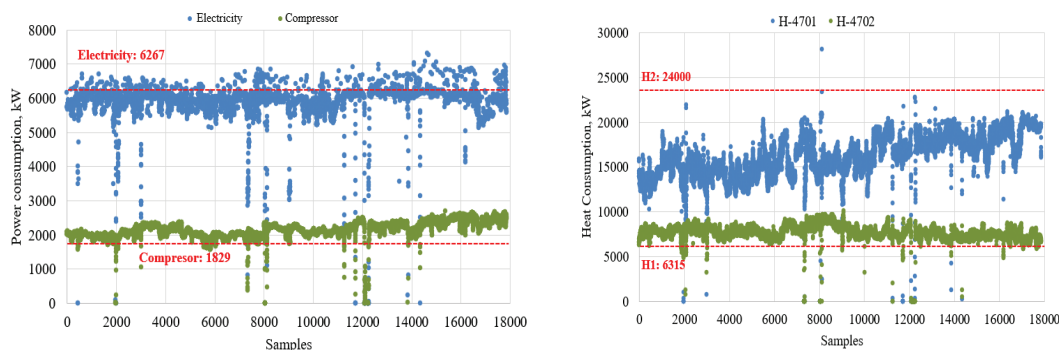 Electricity Compressor
8000
7000
6000
5000
4000
3000
2000
1000
0
Power consumption, kW
Electricity: 6267
Compresor: 1829
0 2000 4000 6000 8000 10000 12000 14000 16000 18000
Samples
H-4701 H-4702
30000
25000
20000
15000
10000
5000
0
Heat Consumption, kW
H2: 24000
H1: 6315
0 2000 4000 6000 8000 10000 12000 14000 16000 18000
Samples